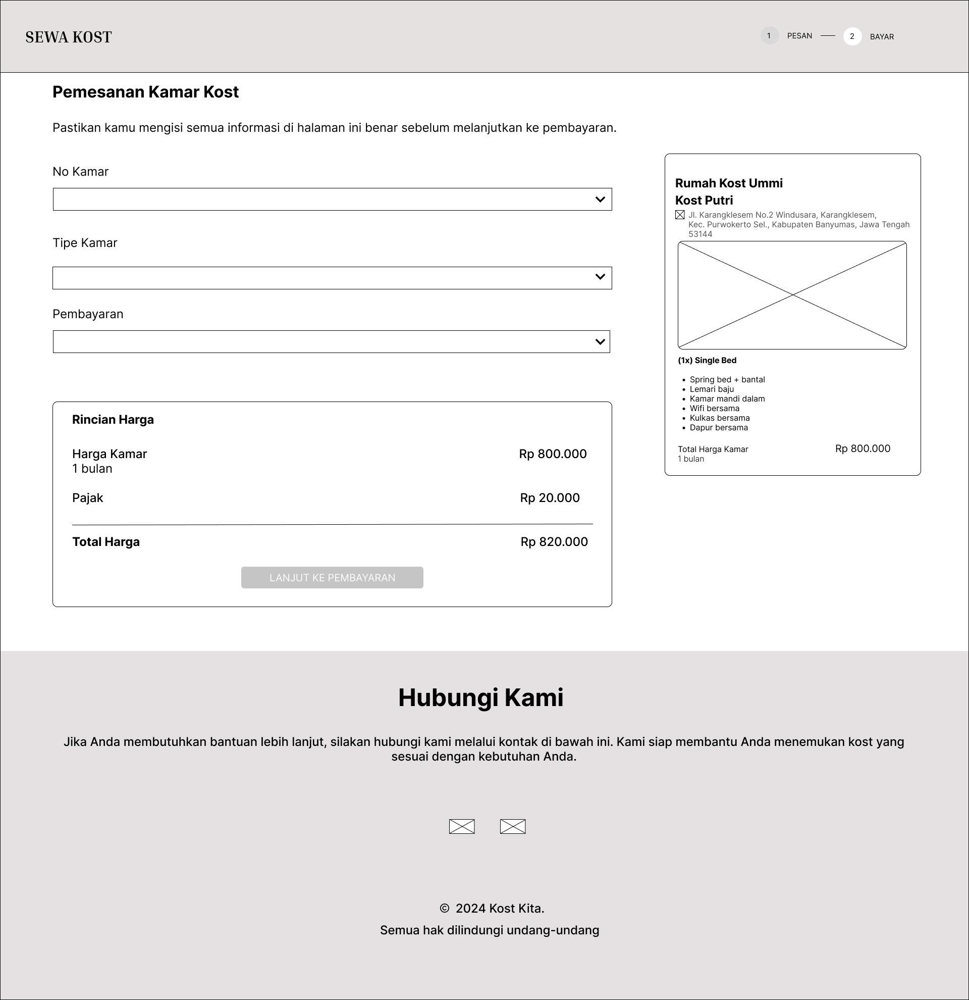 SEWA KOST
1 PESAN 2 BAYAR
Pemesanan Kamar Kost
Pastikan kamu mengisi semua informasi di halaman ini benar sebelum melanjutkan ke pembayaran.
No Kamar
Tipe Kamar
Pembayaran
Rincian Harga
Harga Kamar Rp 800.000
1 bulan
Pajak Rp 20.000
Total Harga Rp 820.000
LANJUT KE PEMBAYARAN
Rumah Kost Ummi
Kost Putri
Jl. Karangklesem No.2 Windusara, Karangklesem,
Kec. Purwokerto Sel., Kabupaten Banyumas, Jawa Tengah
53144
(1x) Single Bed
• Spring bed + bantal
• Lemari baju
• Kamar mandi dalam
• Wifi bersama
• Kulkas bersama
• Dapur bersama
Total Harga Kamar Rp 800.000
1 bulan
Hubungi Kami
Jika Anda membutuhkan bantuan lebih lanjut, silakan hubungi kami melalui kontak di bawah ini. Kami siap membantu Anda menemukan kost yang
sesuai dengan kebutuhan Anda.
© 2024 Kost Kita.
Semua hak dilindungi undang-undang